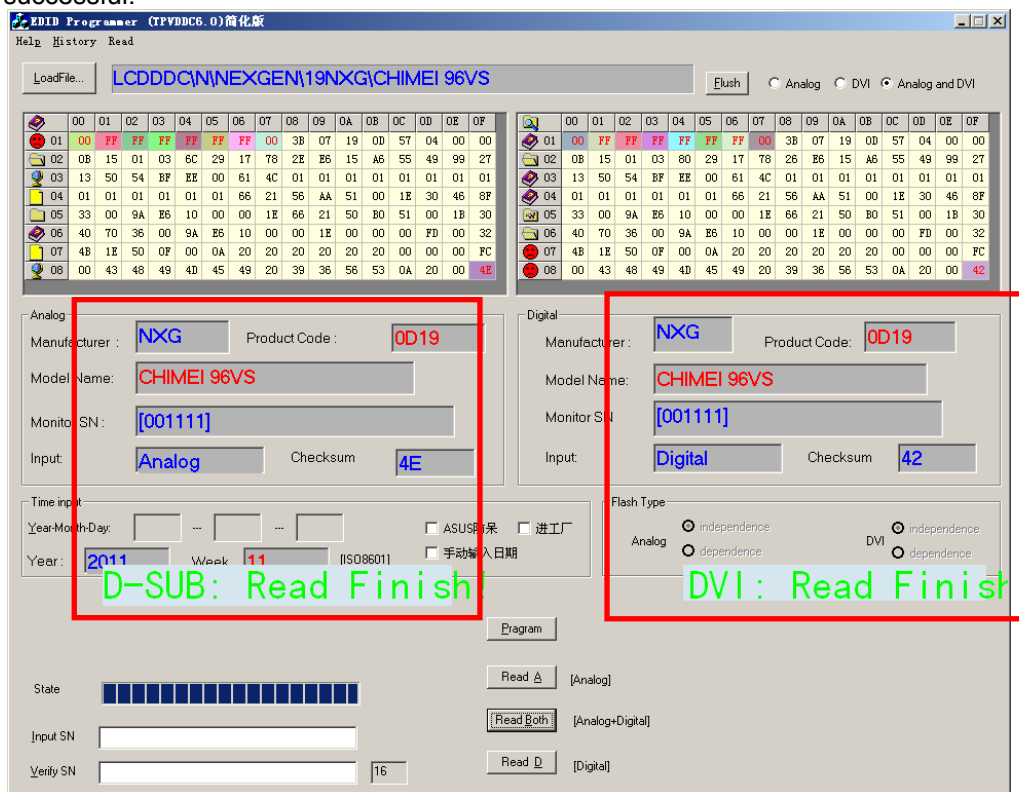 successful.
EDID Programmer (TPVDDC6.0)简化版
Help History Read
LoadFile... LCDDDC\N\NEXGEN\19NXG\CHIMEI 96VS Flush Analog DVI Analog and DVI
00 01 02 03 04 05 06 07 08 09 0A 0B 0C 0D 0E 0F
01 00 FF FF FF FF FF FF 00 3B 07 19 0D 57 04 00 00
02 0B 15 01 03 6C 29 17 78 2E E6 15 A6 55 49 99 27
03 13 50 54 BF EE 00 61 4C 01 01 01 01 01 01 01 01
04 01 01 01 01 01 01 66 21 56 AA 51 00 1E 30 46 8F
05 33 00 9A E6 10 00 00 1E 66 21 50 B0 51 00 1B 30
06 40 70 36 00 9A E6 10 00 00 1E 00 00 00 FD 00 32
07 4B 1E 50 0F 00 0A 20 20 20 20 20 20 00 00 00 FC
08 00 43 48 49 4D 45 49 20 39 36 56 53 0A 20 00 4E
00 01 02 03 04 05 06 07 08 09 0A 0B 0C 0D 0E 0F
01 00 FF FF FF FF FF FF 00 3B 07 19 0D 57 04 00 00
02 0B 15 01 03 80 29 17 78 26 E6 15 A6 55 49 99 27
03 13 50 54 BF EE 00 61 4C 01 01 01 01 01 01 01 01
04 01 01 01 01 01 01 66 21 56 AA 51 00 1E 30 46 8F
05 33 00 9A E6 10 00 00 1E 66 21 50 B0 51 00 1B 30
06 40 70 36 00 9A E6 10 00 00 1E 00 00 00 FD 00 32
07 4B 1E 50 0F 00 0A 20 20 20 20 20 20 00 00 00 FC
08 00 43 48 49 4D 45 49 20 39 36 56 53 0A 20 00 42
Analog
Manufacturer : NXG Product Code : 0D19
Model Name: CHIMEI 96VS
Monitor SN : [001111]
Input: Analog Checksum 4E
Digital
Manufacturer : NXG Product Code: 0D19
Model Name: CHIMEI 96VS
Monitor SN [001111]
Input: Digital Checksum 42
Time input
Year-Month-Day: --- --- ASUS防呆 进工厂
Year : 2011 Week 11 [ISO8601] 手动输入日期
Flash Type
Analog independence dependence
DVI independence dependence
D-SUB: Read Finish!
DVI: Read Finish
Pragram
State
Read A [Analog]
Read Both [Analog+Digital]
Input SN
Read D [Digital]
Verify SN 16